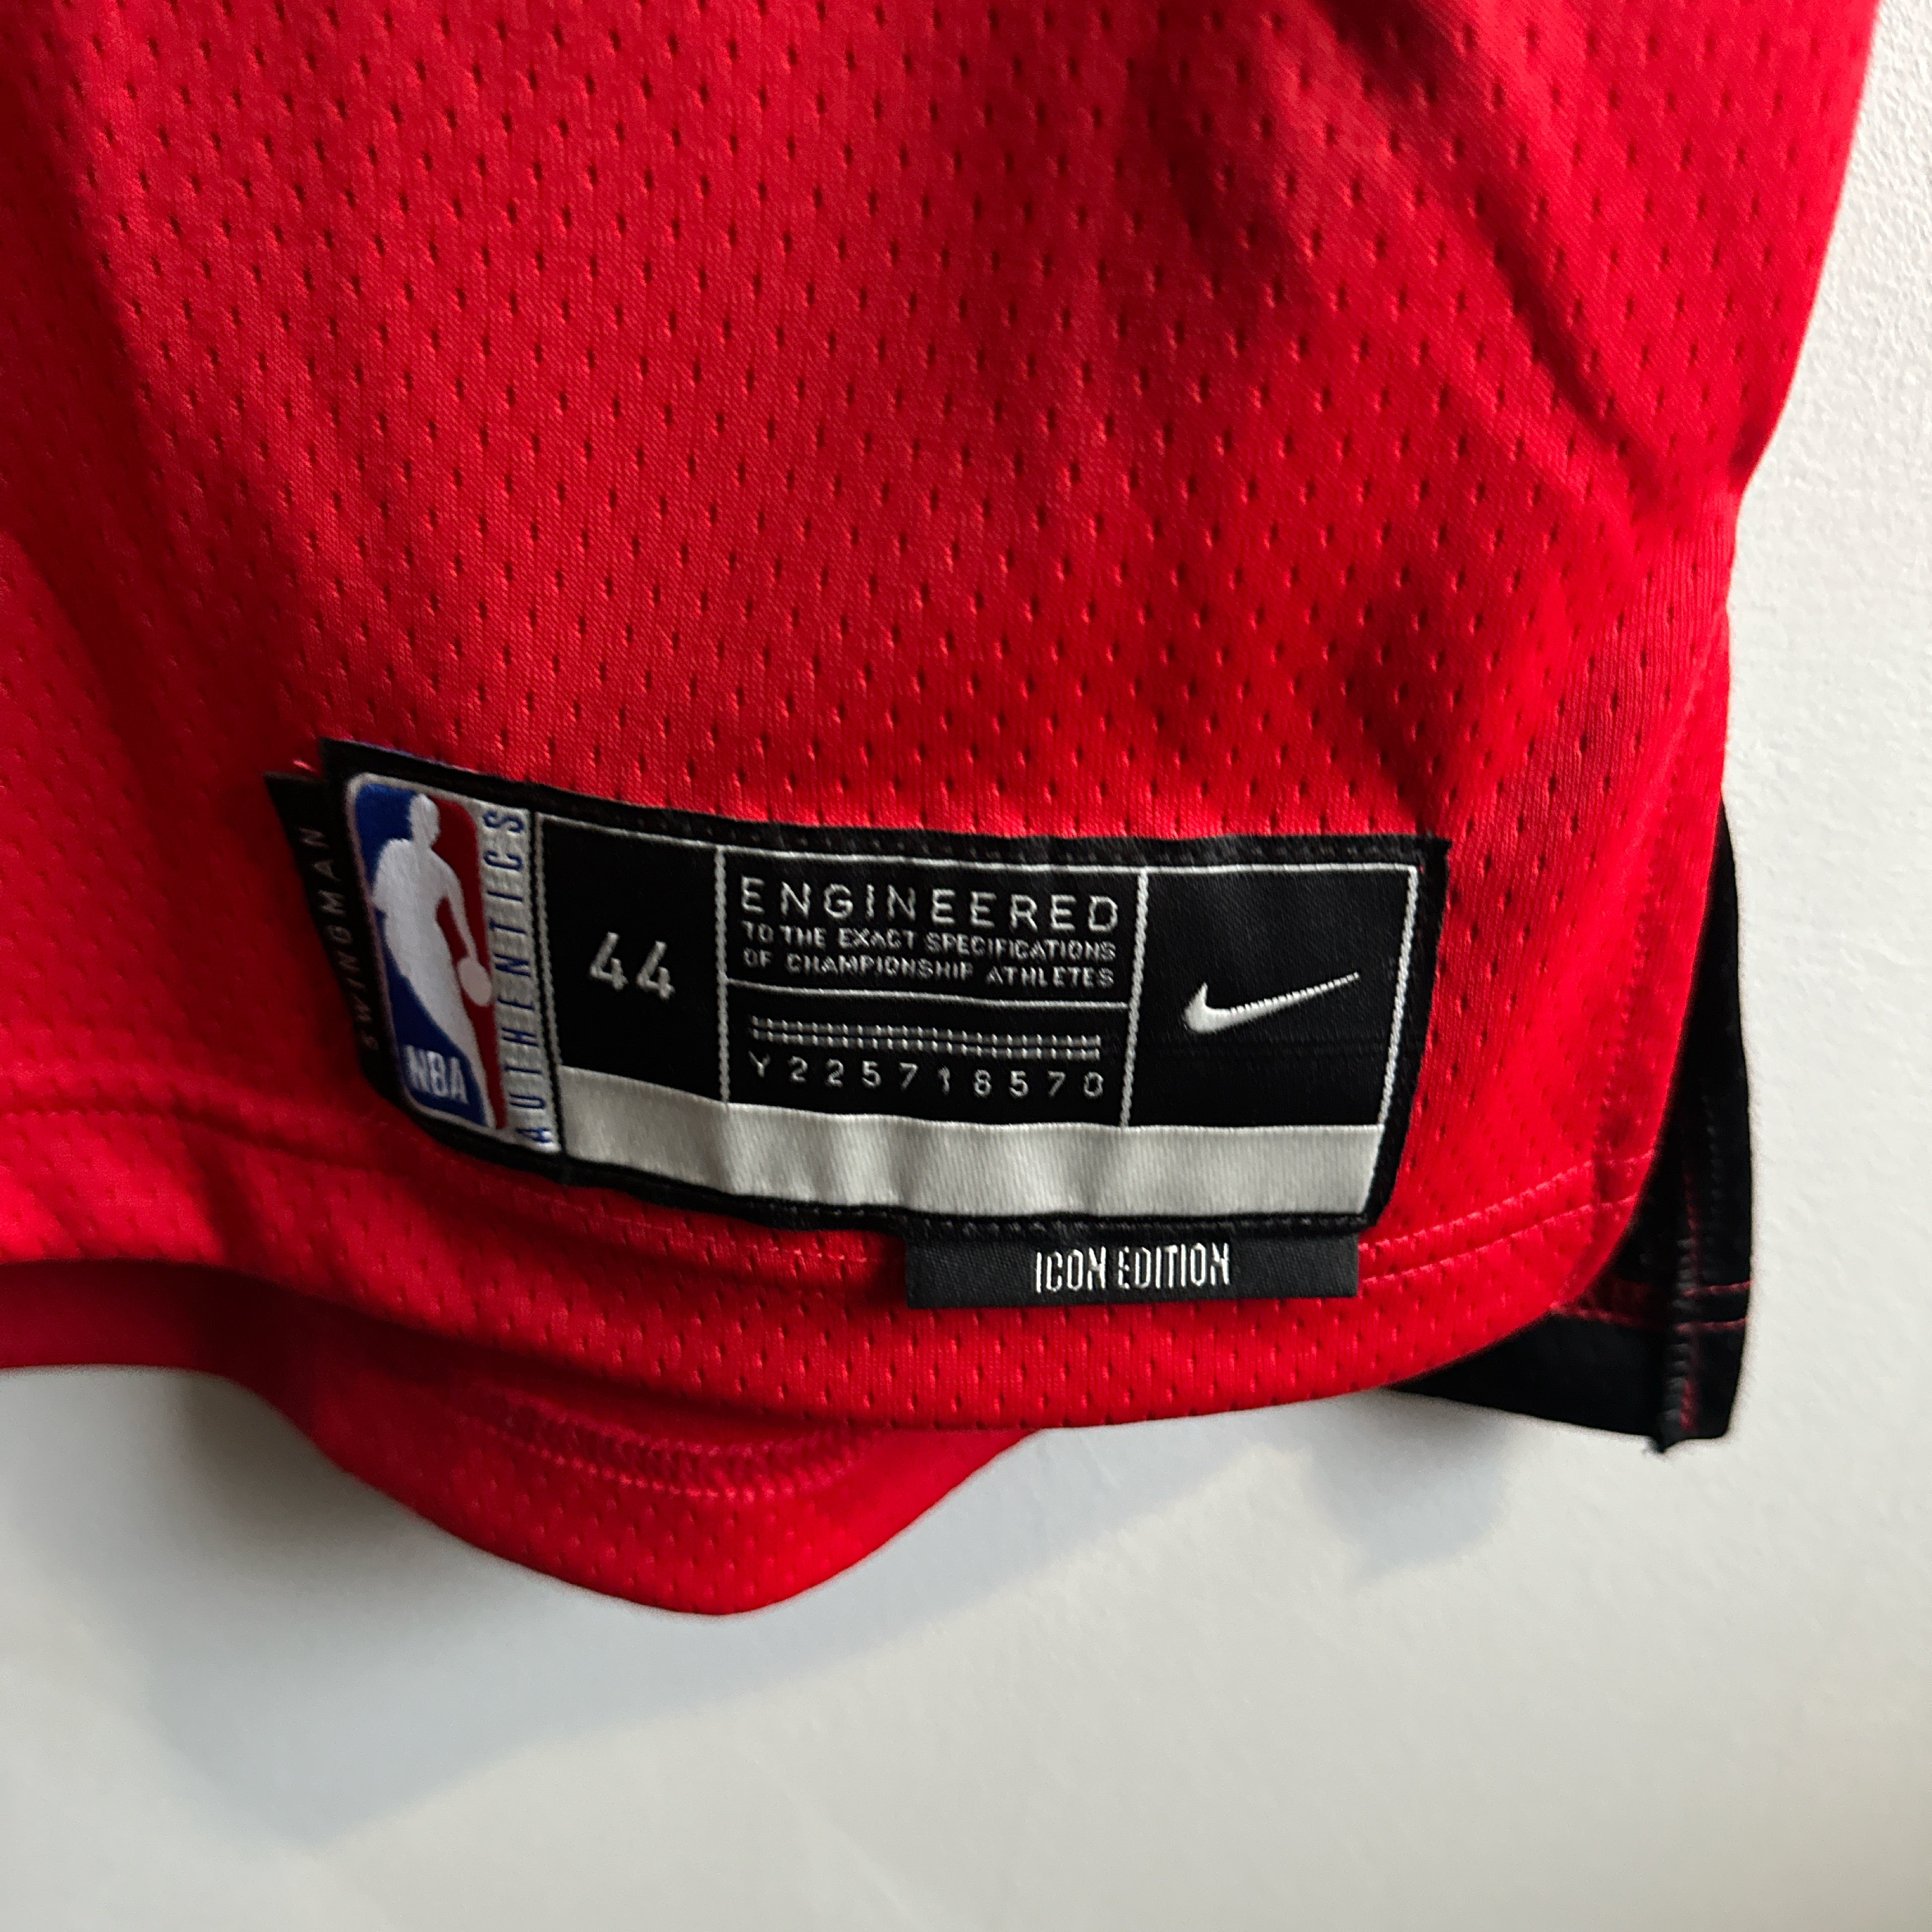 SWINGMAN
NBA
AUTHENTICS
44
ENGINEERED
TO THE EXACT SPECIFICATIONS
OF CHAMPIONSHIP ATHLETES
Y225718570
ICON EDITION